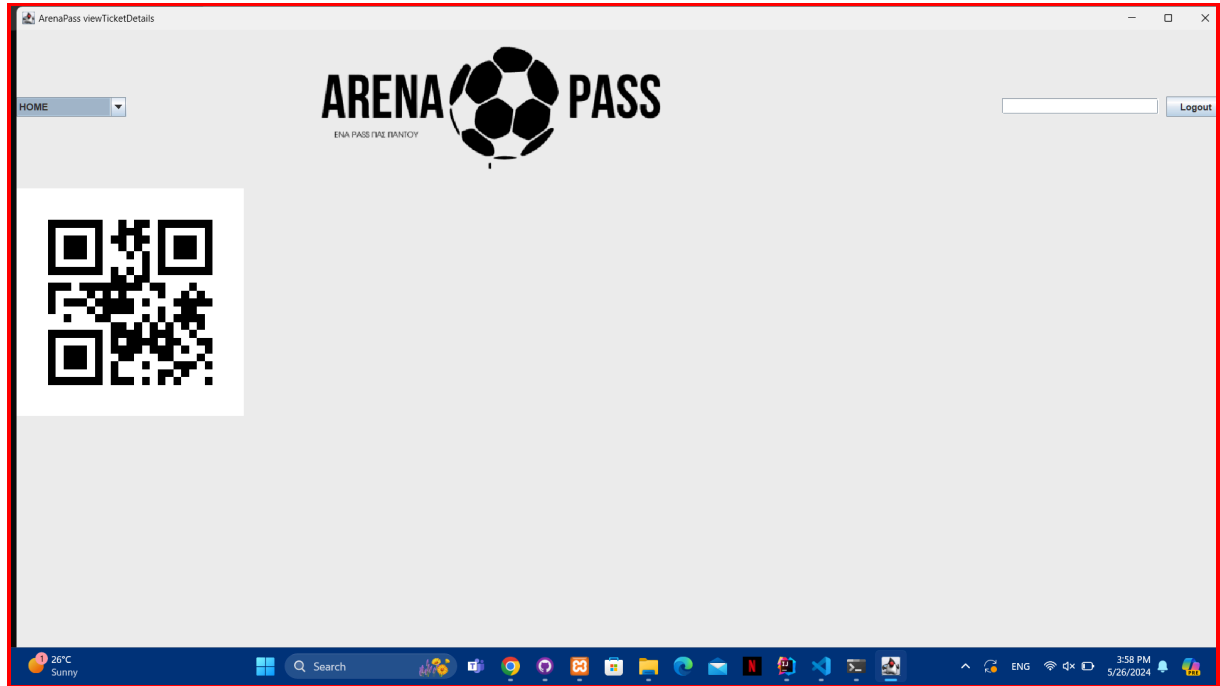 ArenaPass viewTicketDetails
HOME
ARENA PASS
ΕΝΑ PASS ΠΑΣ ΠΑΝΤΟΥ
Logout
1
26°C
Sunny
Search
ENG
3:58 PM
5/26/2024